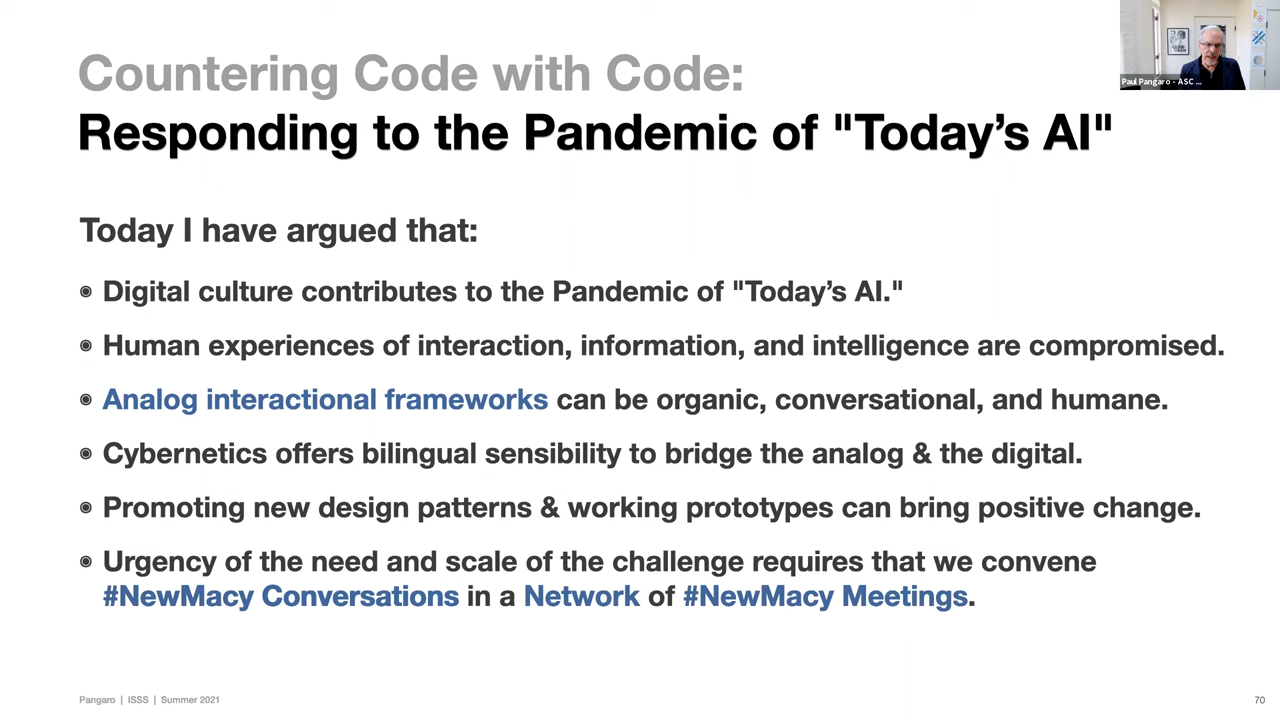 Countering Code with Code:
Responding to the Pandemic of "Today’s AI"
Paul Pangaro - ASC ...
Today I have argued that:
◉ Digital culture contributes to the Pandemic of "Today’s AI."
◉ Human experiences of interaction, information, and intelligence are compromised.
◉ Analog interactional frameworks can be organic, conversational, and humane.
◉ Cybernetics offers bilingual sensibility to bridge the analog & the digital.
◉ Promoting new design patterns & working prototypes can bring positive change.
◉ Urgency of the need and scale of the challenge requires that we convene
#NewMacy Conversations in a Network of #NewMacy Meetings.
Pangaro | ISSS | Summer 2021
70